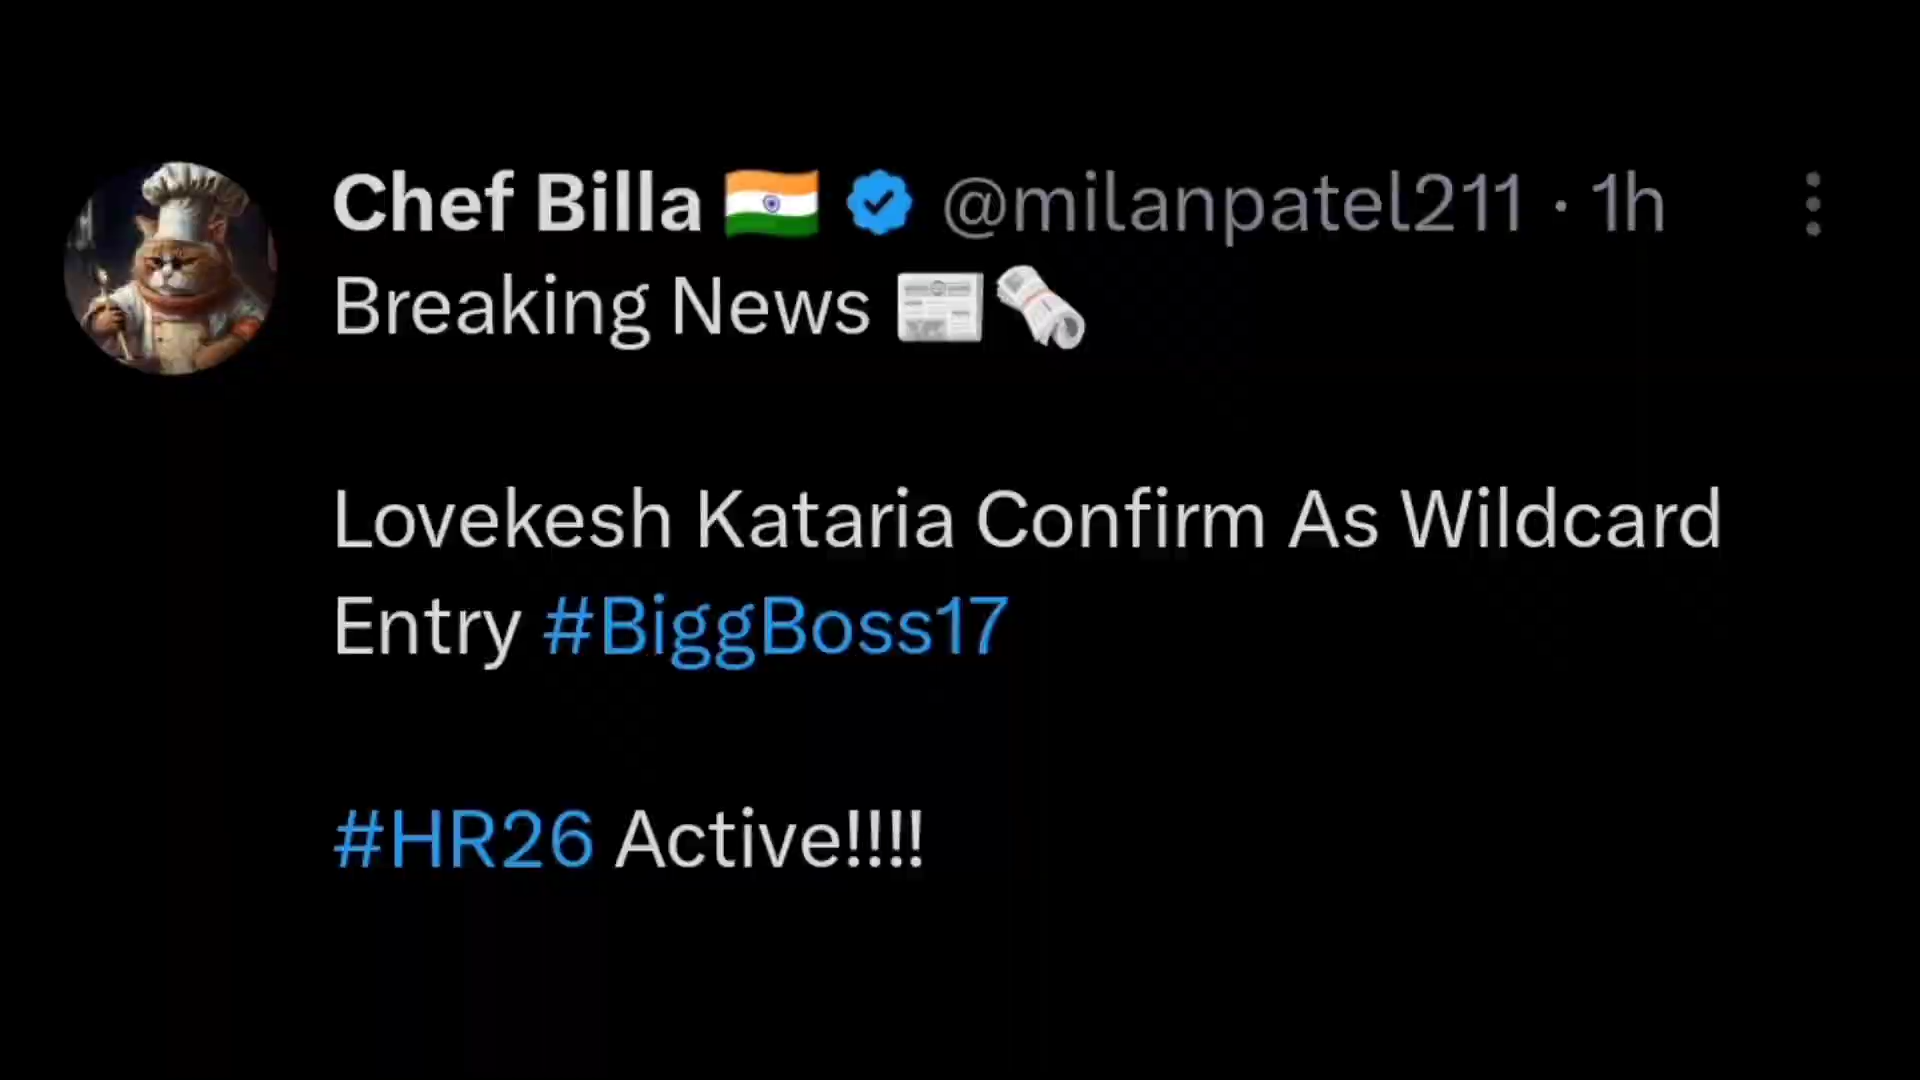 Chef Billa 🇮🇳 @milanpatel211 · 1h
Breaking News 📰🗞️
Lovekesh Kataria Confirm As Wildcard
Entry #BiggBoss17
#HR26 Active!!!!